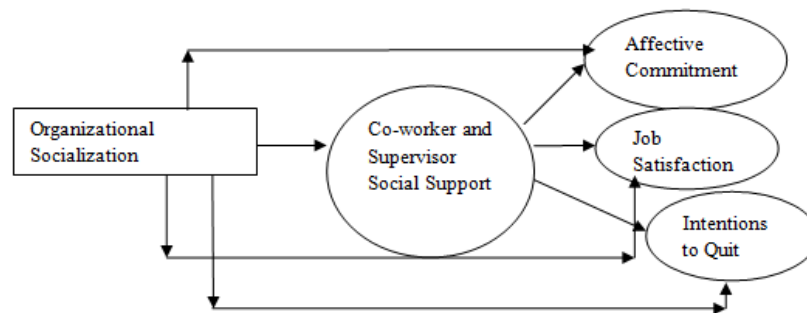 Affective
Commitment
Organizational
Socialization
Co-worker and
Supervisor
Social Support
Job
Satisfaction
Intentions
to Quit